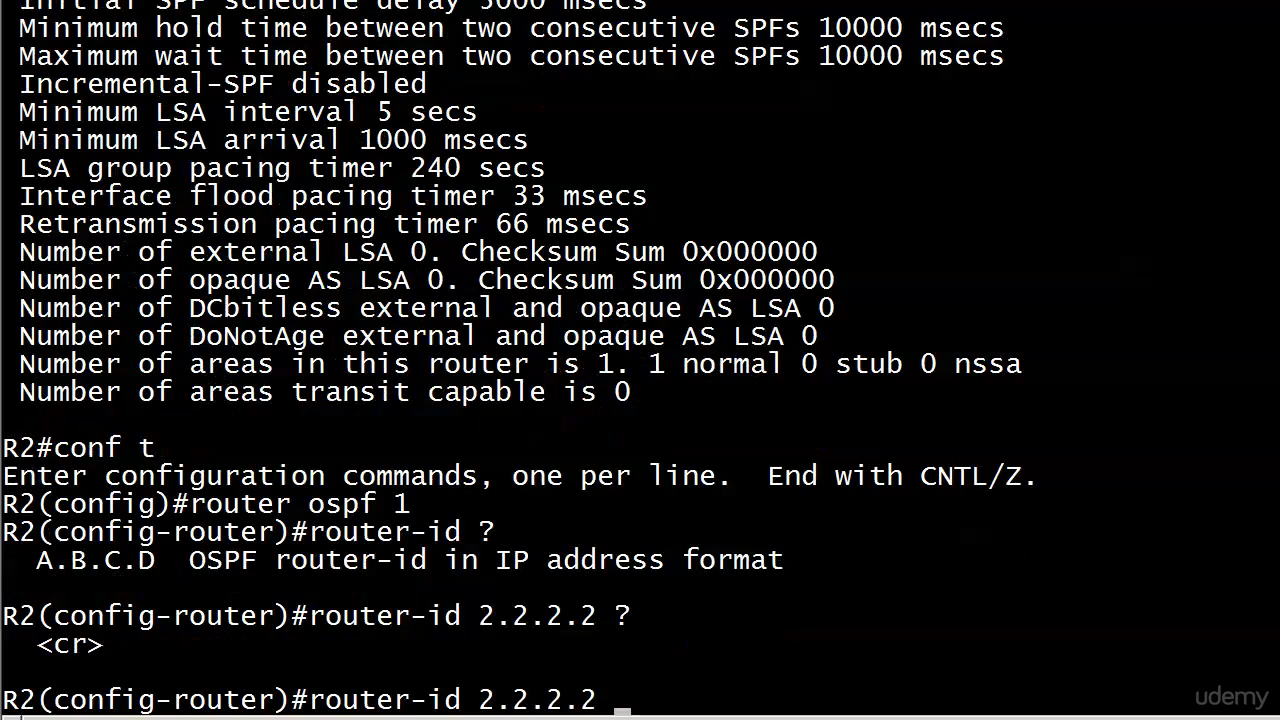 Initial SPF schedule delay 5000 msecs
Minimum hold time between two consecutive SPFs 10000 msecs
Maximum wait time between two consecutive SPFs 10000 msecs
Incremental-SPF disabled
Minimum LSA interval 5 secs
Minimum LSA arrival 1000 msecs
LSA group pacing timer 240 secs
Interface flood pacing timer 33 msecs
Retransmission pacing timer 66 msecs
Number of external LSA 0. Checksum Sum 0x000000
Number of opaque AS LSA 0. Checksum Sum 0x000000
Number of DCbitless external and opaque AS LSA 0
Number of DoNotAge external and opaque AS LSA 0
Number of areas in this router is 1. 1 normal 0 stub 0 nssa
Number of areas transit capable is 0
R2#conf t
Enter configuration commands, one per line.  End with CNTL/Z.
R2(config)#router ospf 1
R2(config-router)#router-id ?
  A.B.C.D  OSPF router-id in IP address format
R2(config-router)#router-id 2.2.2.2 ?
  <cr>
R2(config-router)#router-id 2.2.2.2
udemy